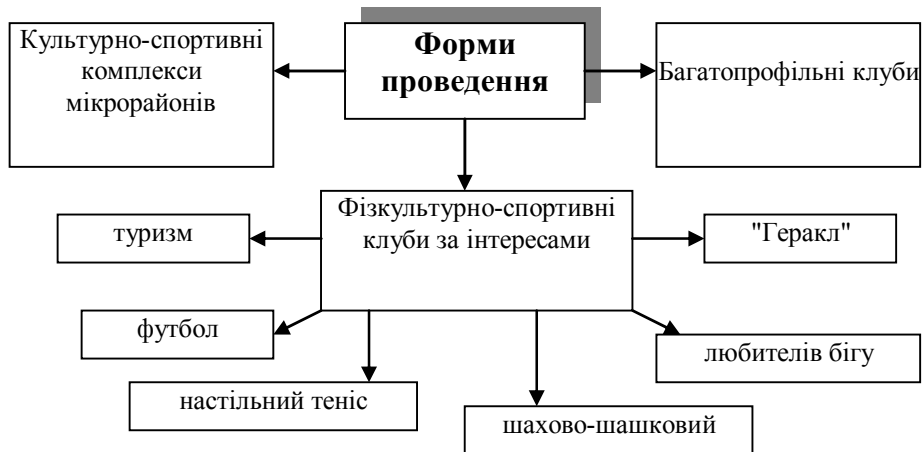 Культурно-спортивні
комплекси
мікрорайонів
Форми
проведення
Багатопрофільні клуби
Фізкультурно-спортивні
клуби за інтересами
туризм
"Геракл"
футбол
любителів бігу
настільний теніс
шахово-шашковий